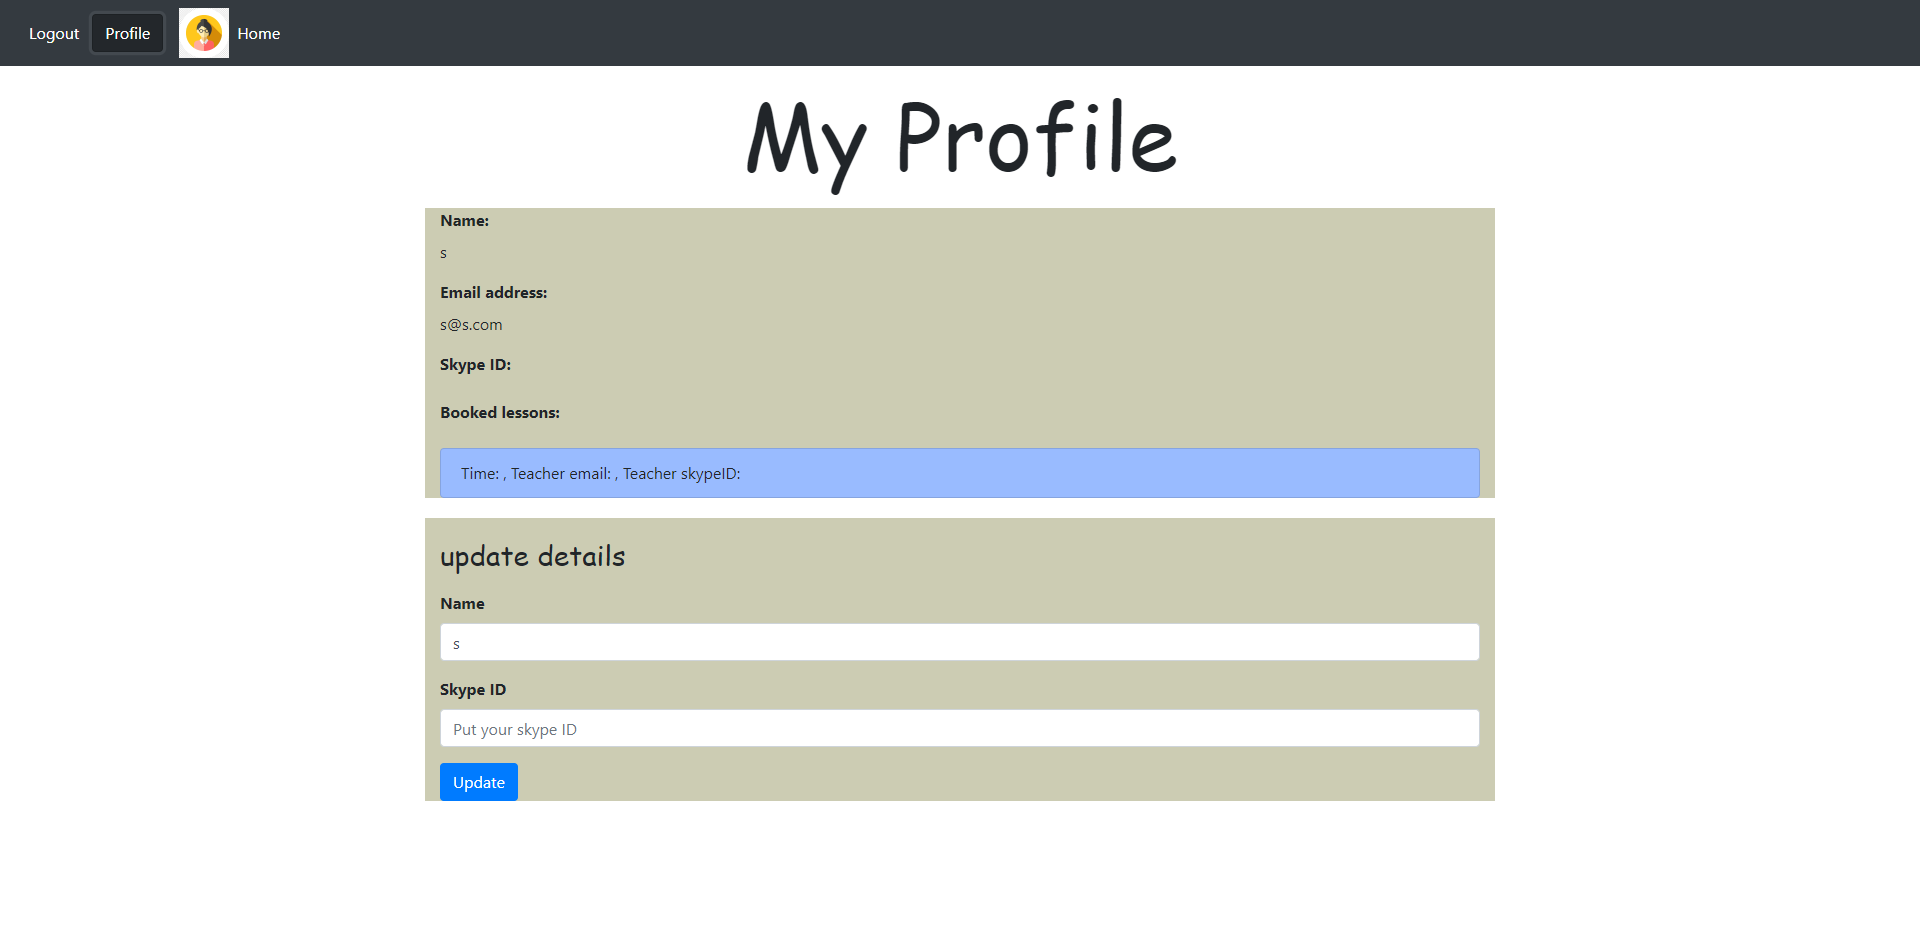 Logout Profile Home
My Profile
Name:
s
Email address:
s@s.com
Skype ID:
Booked lessons:
Time: , Teacher email: , Teacher skypeID:
update details
Name
s
Skype ID
Put your skype ID
Update